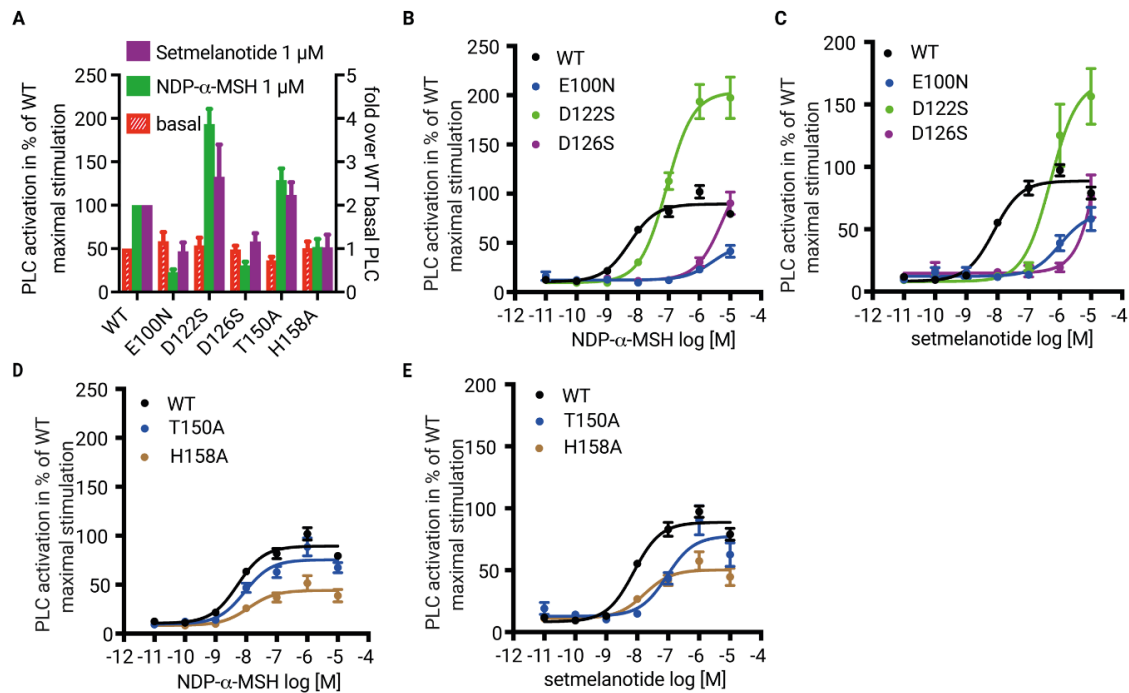 A
Setmelanotide 1 µM
NDP-α-MSH 1 µM
basal
PLC activation in % of WT
maximal stimulation
250
200
150
100
50
0
5
4
3
2
1
0
fold over WT basal PLC
WT
E100N
D122S
D126S
T150A
H158A
B
PLC activation in % of WT
maximal stimulation
250
200
150
100
50
0
WT
E100N
D122S
D126S
-12 -11 -10 -9 -8 -7 -6 -5 -4
NDP-α-MSH log [M]
C
PLC activation in % of WT
maximal stimulation
200
150
100
50
0
WT
E100N
D122S
D126S
-12 -11 -10 -9 -8 -7 -6 -5 -4
setmelanotide log [M]
D
PLC activation in % of WT
maximal stimulation
250
200
150
100
50
0
WT
T150A
H158A
-12 -11 -10 -9 -8 -7 -6 -5 -4
NDP-α-MSH log [M]
E
PLC activation in % of WT
maximal stimulation
200
150
100
50
0
WT
T150A
H158A
-12 -11 -10 -9 -8 -7 -6 -5 -4
setmelanotide log [M]